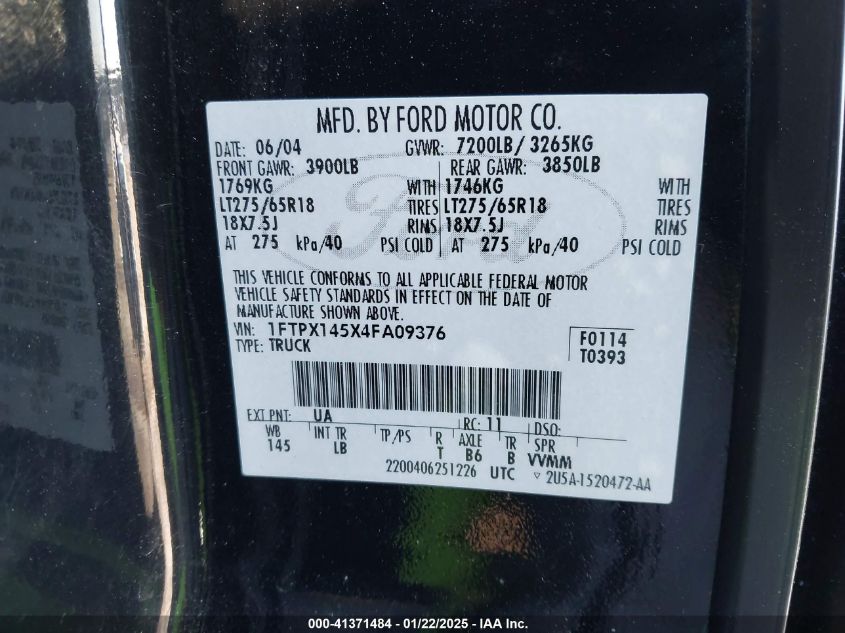 MFD. BY FORD MOTOR CO.
DATE: 06/04 GVWR: 7200LB/ 3265KG
FRONT GAWR: 3900LB REAR GAWR: 3850LB
1769KG WITH 1746KG WITH
LT275/65R18 TIRES LT275/65R18 TIRES
18X7.5J RIMS 18X7.5J RIMS
AT 275 kPa/40 PSI COLD AT 275 kPa/40 PSI COLD
Ford
THIS VEHICLE CONFORMS TO ALL APPLICABLE FEDERAL MOTOR
VEHICLE SAFETY STANDARDS IN EFFECT ON THE DATE OF
MANUFACTURE SHOWN ABOVE.
VIN: 1FTPX145X4FA09376 F0114
TYPE: TRUCK T0393
EXT PNT: UA RC: 11 DSO:
WB INT TR TP/PS R AXLE TR SPR
145 LB T B6 B VVMM
2200406251226 UTC ▽ 2U5A-1520472-AA
000-41371484 - 01/22/2025 - IAA Inc.